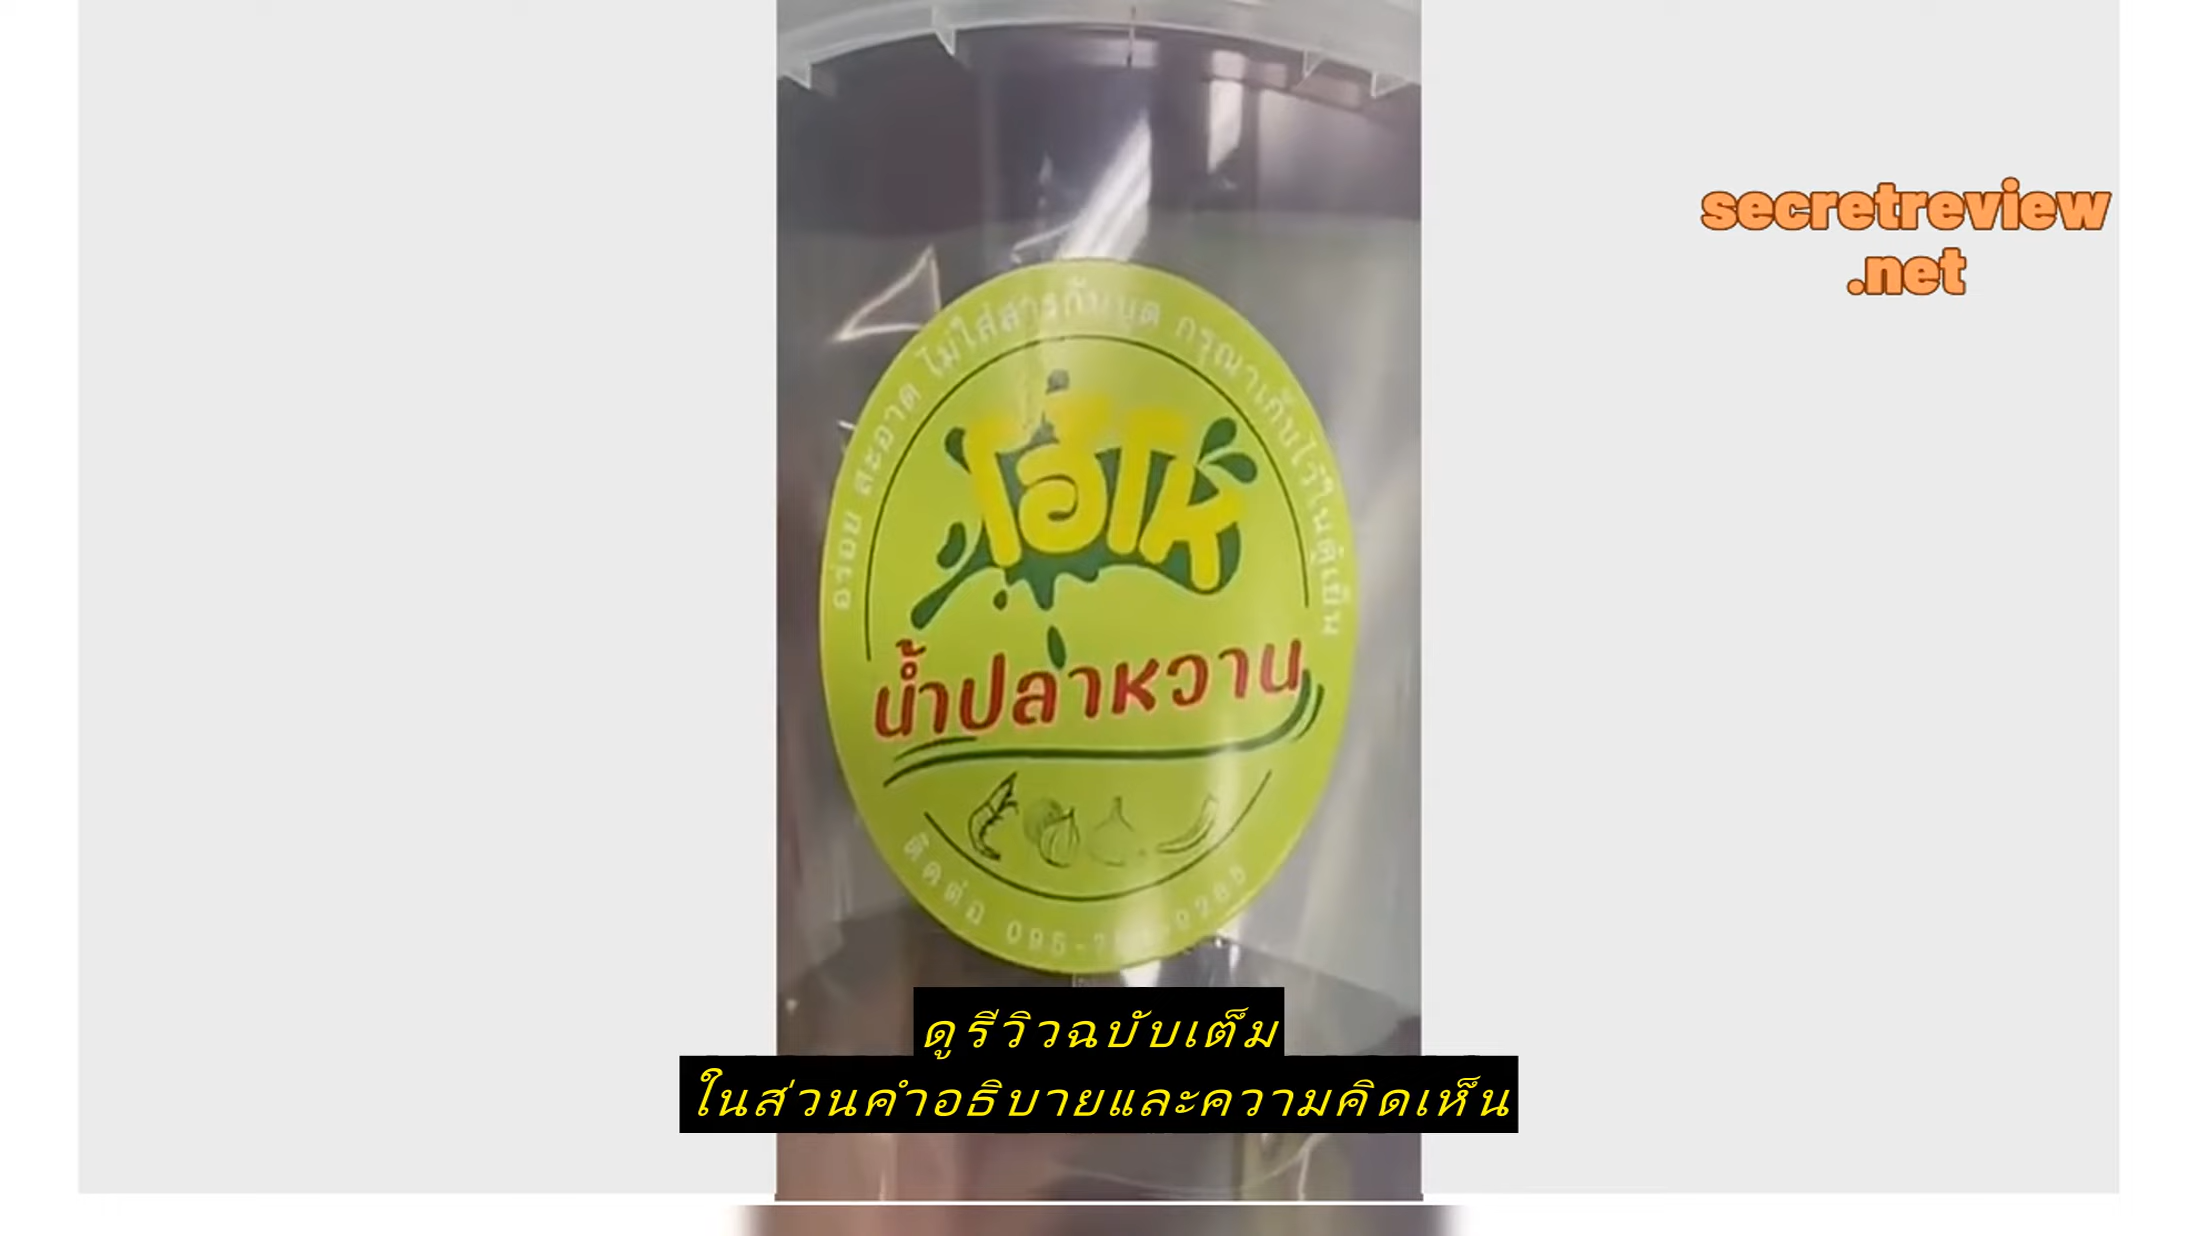 secretreview
.net
อร่อย สะอาด ไม่ใส่สารกันบูด กรุณาเก็บไว้ในตู้เย็น
โอ้โห
น้ำปลาหวาน
ติดต่อ 095-
ดูรีวิวฉบับเต็ม
ในส่วนคำอธิบายและความคิดเห็น